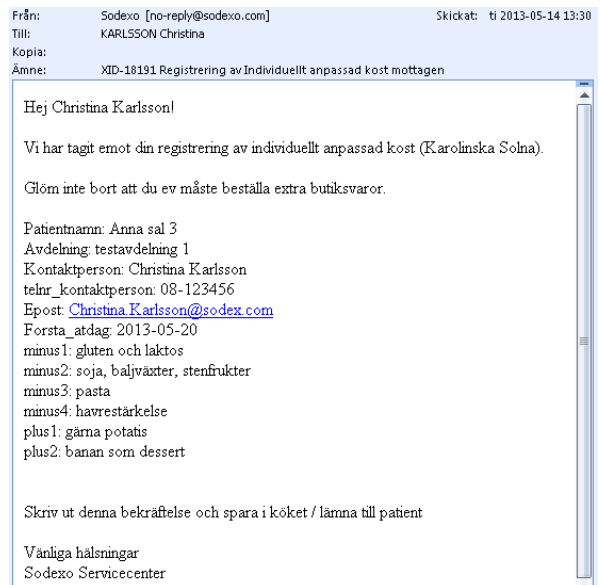 Från: Sodexo [no-reply@sodexo.com] Skickat: ti 2013-05-14 13:30
Till: KARLSSON Christina
Kopia:
Ämne: XID-18191 Registrering av Individuellt anpassad kost mottagen
Hej Christina Karlsson!
Vi har tagit emot din registrering av individuellt anpassad kost (Karolinska Solna).
Glöm inte bort att du ev måste beställa extra butiksvaror.
Patientnamn: Anna sal 3
Avdelning: testavdelning 1
Kontaktperson: Christina Karlsson
telnr_kontaktperson: 08-123456
Epost: Christina.Karlsson@sodex.com
Forsta_atdag: 2013-05-20
minus1: gluten och laktos
minus2: soja, baljväxter, stenfrukter
minus3: pasta
minus4: havrestärkelse
plus1: gärna potatis
plus2: banan som dessert
Skriv ut denna bekräftelse och spara i köket / lämna till patient
Vänliga hälsningar
Sodexo Servicecenter